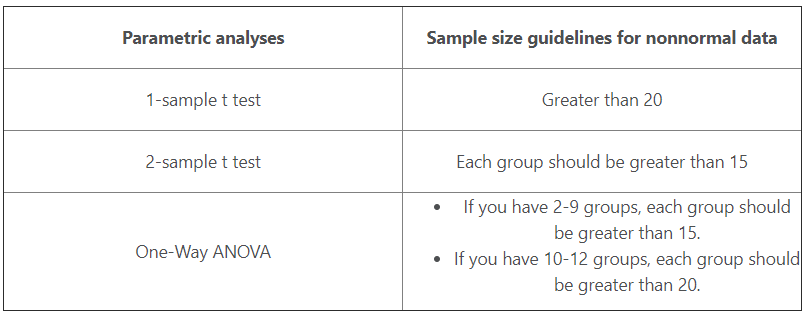 Parametric analyses
Sample size guidelines for nonnormal data
1-sample t test
Greater than 20
2-sample t test
Each group should be greater than 15
One-Way ANOVA
• If you have 2-9 groups, each group should
be greater than 15.
• If you have 10-12 groups, each group should
be greater than 20.